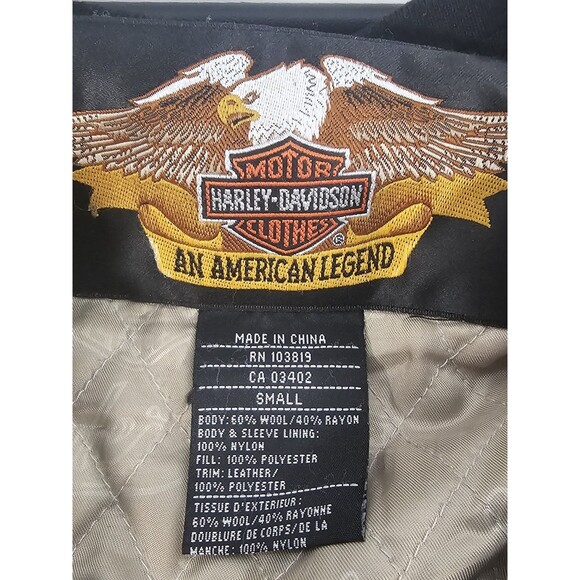 MOTOR
HARLEY-DAVIDSON
CLOTHES
®
AN AMERICAN LEGEND
MADE IN CHINA
RN 103819
CA 03402
SMALL
BODY: 60% WOOL/40% RAYON
BODY & SLEEVE LINING:
100% NYLON
FILL: 100% POLYESTER
TRIM: LEATHER/
100% POLYESTER
TISSUE D'EXTERIEUR:
60% WOOL/40% RAYONNE
DOUBLURE DE CORPS/DE LA
MANCHE: 100% NYLON